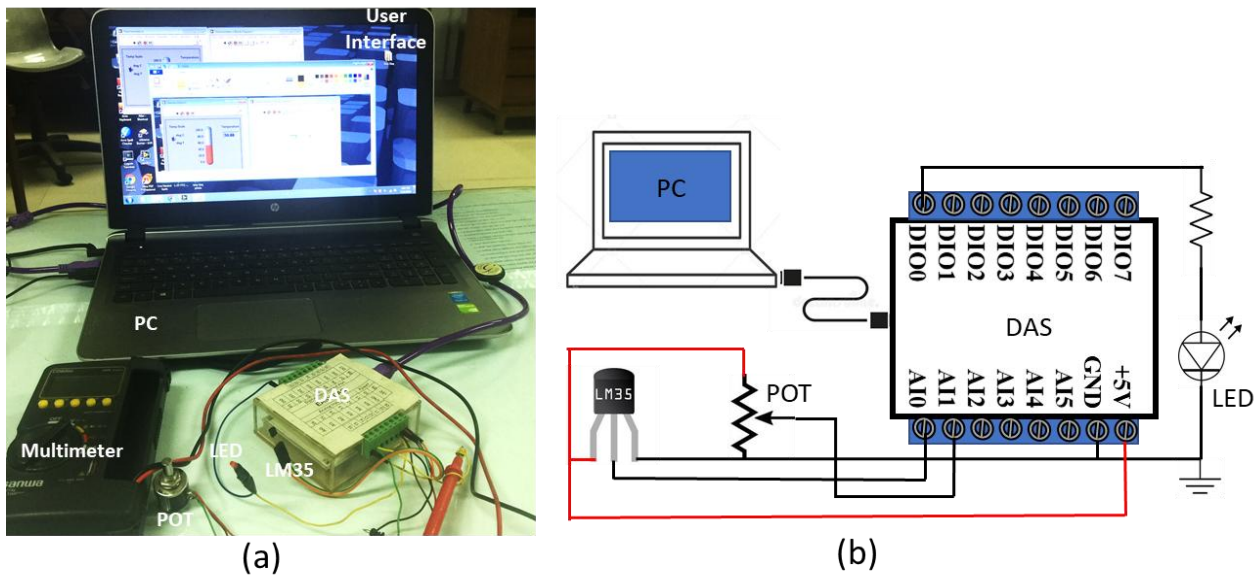 User
Interface
PC
DAS
Multimeter
LED
LM35
POT
(a)
PC
DIO0
DIO1
DIO2
DIO3
DIO4
DIO5
DIO6
DIO7
DAS
AI0
AI1
AI2
AI3
AI4
AI5
GND
+5V
LM35
POT
LED
(b)